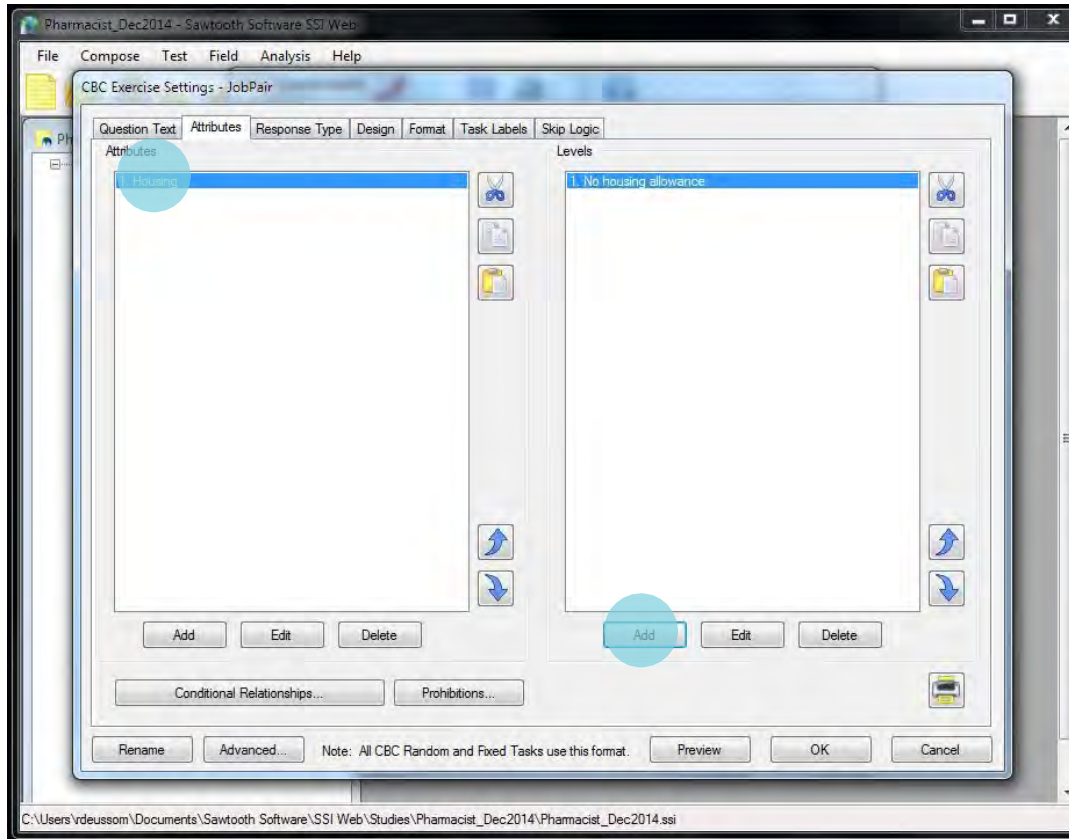 Pharmacist_Dec2014 - Sawtooth Software SSI Web
File Compose Test Field Analysis Help
CBC Exercise Settings - JobPair
Question Text Attributes Response Type Design Format Task Labels Skip Logic
Ph
Attributes Levels
1. Housing 1. No housing allowance
Add Edit Delete Add Edit Delete
Conditional Relationships... Prohibitions...
Rename Advanced... Note: All CBC Random and Fixed Tasks use this format. Preview OK Cancel
C:\Users\rdeussom\Documents\Sawtooth Software\SSI Web\Studies\Pharmacist_Dec2014\Pharmacist_Dec2014.ssi